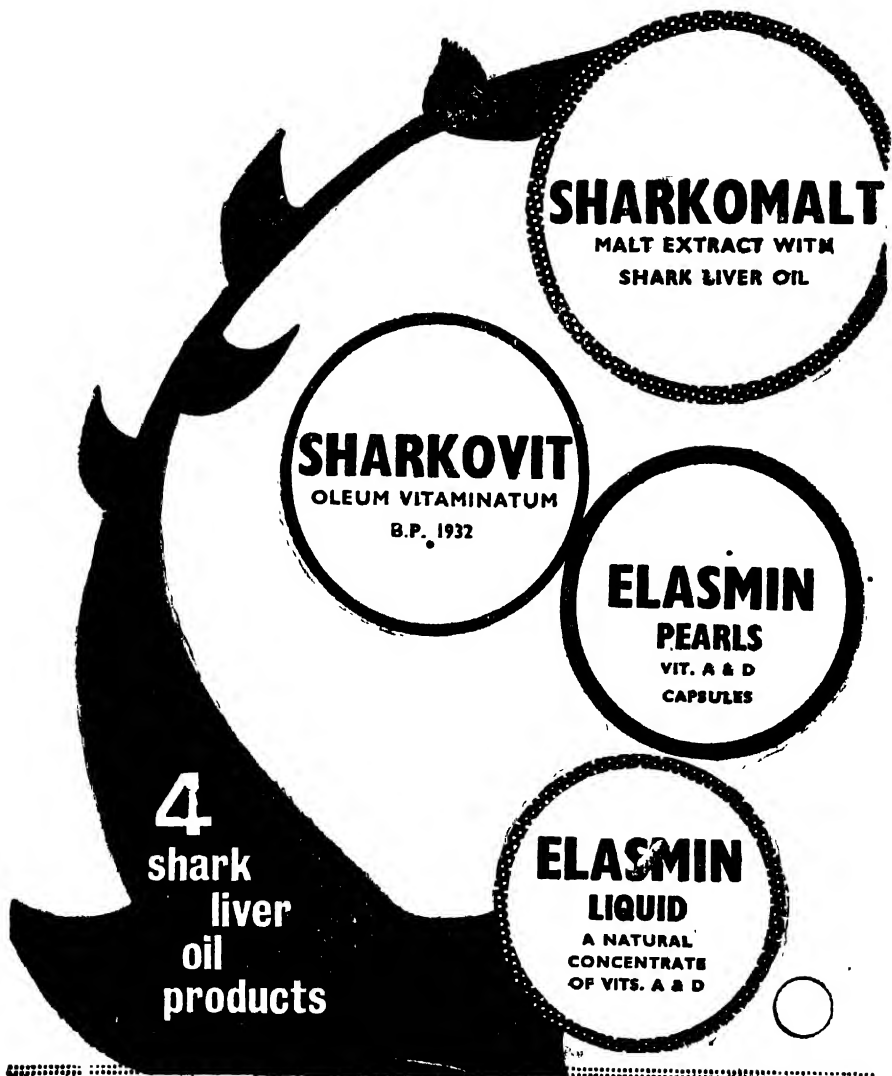 SHARKOMALT
MALT EXTRACT WITH
SHARK LIVER OIL
SHARKOVIT
OLEUM VITAMINATUM
B.P. 1932
ELASMIN
PEARLS
VIT. A & D
CAPSULES
ELASMIN
LIQUID
A NATURAL
CONCENTRATE
OF VITS. A & D
4
shark
liver
oil
products